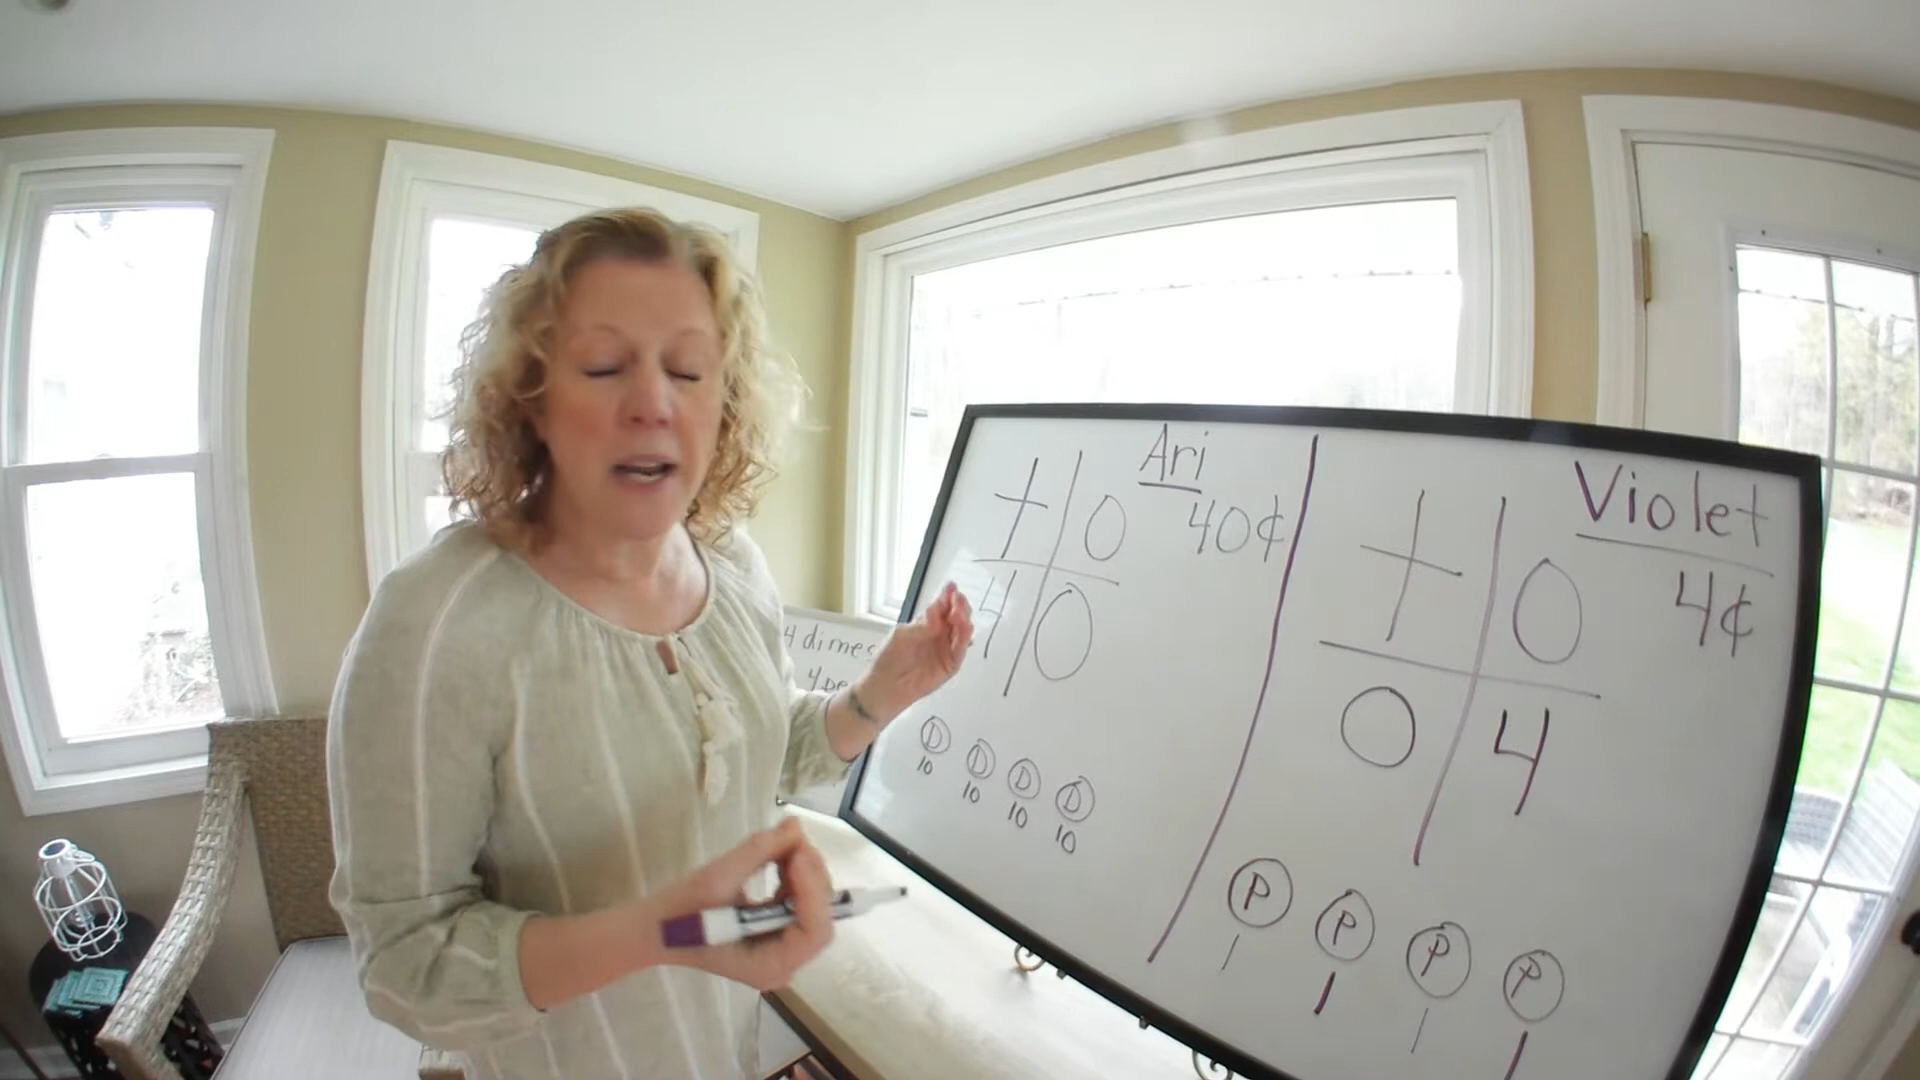 Ari
40¢
t | o
4 | 0
D D D D
10 10 10 10
Violet
4¢
t | o
0 | 4
P P P P
1 1 1 1
4 dimes
4 pe